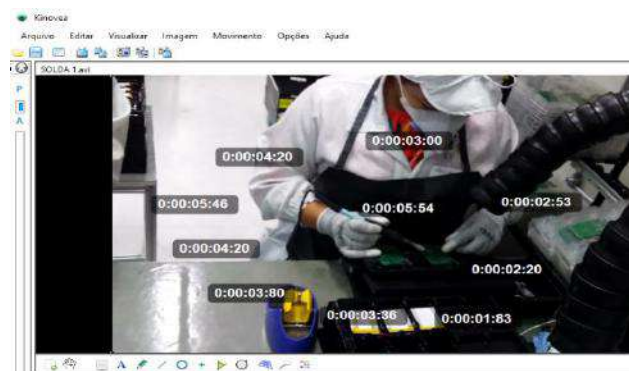 Kinovea
Arquivo Editar Visualizar Imagem Movimento Opções Ajuda
SOLDA 1.avi
P
A
0:00:03:00
0:00:04:20
0:00:05:46
0:00:05:54
0:00:02:53
0:00:04:20
0:00:02:20
0:00:03:80
0:00:03:36
0:00:01:83
A